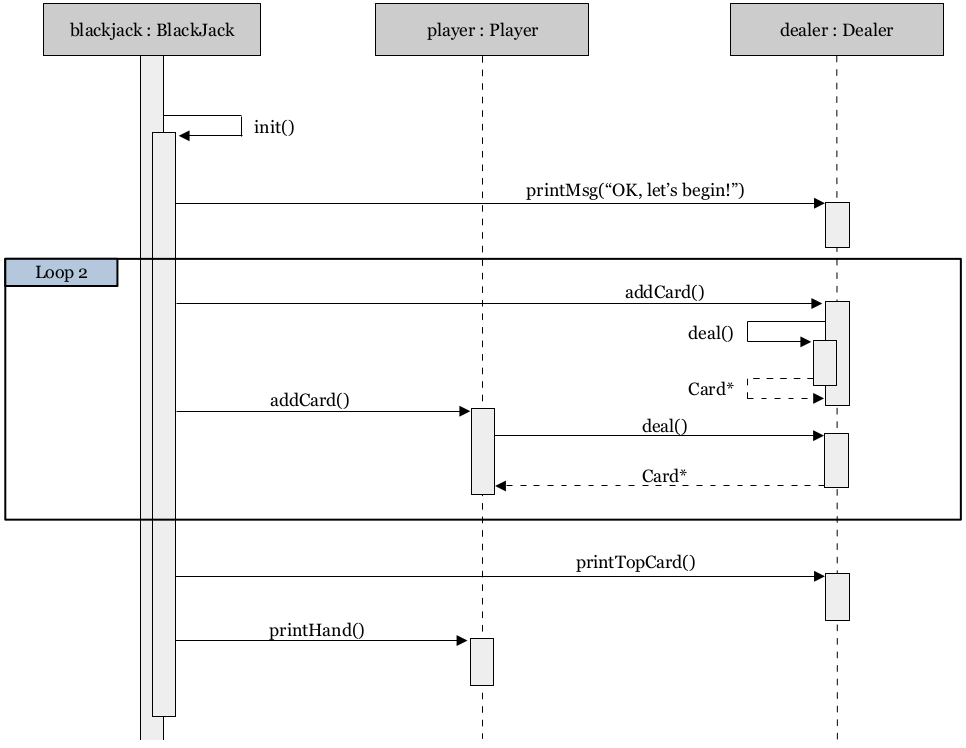 blackjack : BlackJack
player : Player
dealer : Dealer
init()
printMsg(“OK, let’s begin!”)
Loop 2
addCard()
deal()
Card*
addCard()
deal()
Card*
printTopCard()
printHand()